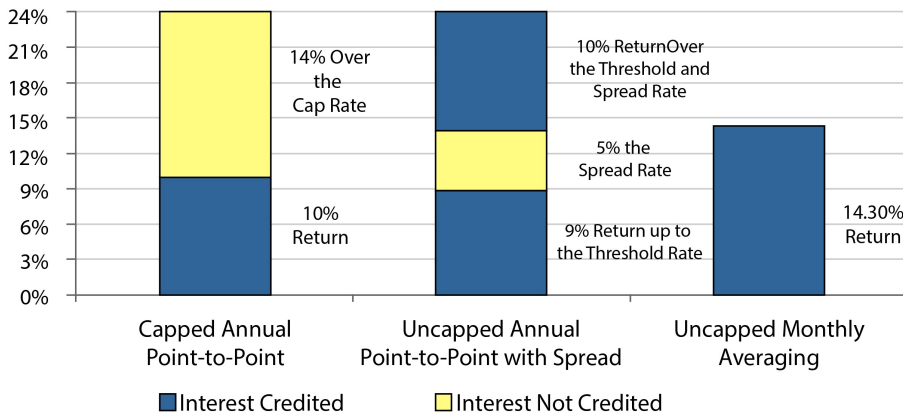 24%
21%
18%
15%
12%
9%
6%
3%
0%
14% Over
the
Cap Rate
10%
Return
10% ReturnOver
the Threshold and
Spread Rate
5% the
Spread Rate
9% Return up to
the Threshold Rate
14.30%
Return
Capped Annual
Point-to-Point
Uncapped Annual
Point-to-Point with Spread
Uncapped Monthly
Averaging
Interest Credited
Interest Not Credited